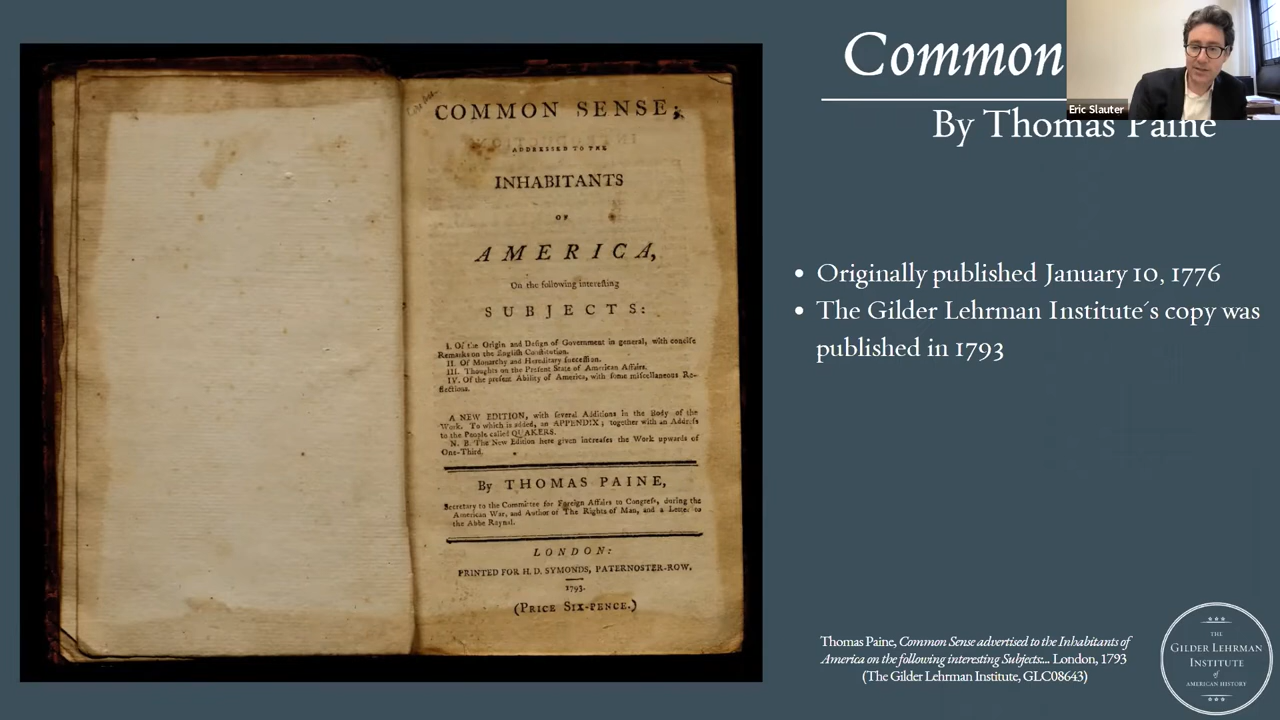 Common
By Thomas Paine
Eric Slauter
COMMON SENSE;
ADDRESSED TO THE
INHABITANTS
OF
AMERICA,
On the following interesting
SUBJECTS:
I. Of the Origin and Design of Government in general, with concise
Remarks on the English Constitution.
II. Of Monarchy and Hereditary succession.
III. Thoughts on the Present State of American Affairs.
IV. Of the present Ability of America, with some miscellaneous Re-
flections.
A NEW EDITION, with several Additions in the Body of the
Work. To which is added, an APPENDIX; together with an Address
to the People called QUAKERS.
N. B. The New Edition here given increases the Work upwards of
One-Third.
By THOMAS PAINE,
Secretary to the Committee for Foreign Affairs to Congress, during the
American War, and Author of The Rights of Man, and a Letter to
the Abbe Raynal.
LONDON:
PRINTED FOR H. D. SYMONDS, PATERNOSTER-ROW.
1793.
(PRICE SIX-PENCE.)
• Originally published January 10, 1776
• The Gilder Lehrman Institute´s copy was
published in 1793
Thomas Paine, Common Sense advertised to the Inhabitants of
America on the following interesting Subjects... London, 1793
(The Gilder Lehrman Institute, GLC08643)
THE
GILDER LEHRMAN
INSTITUTE
of
AMERICAN HISTORY